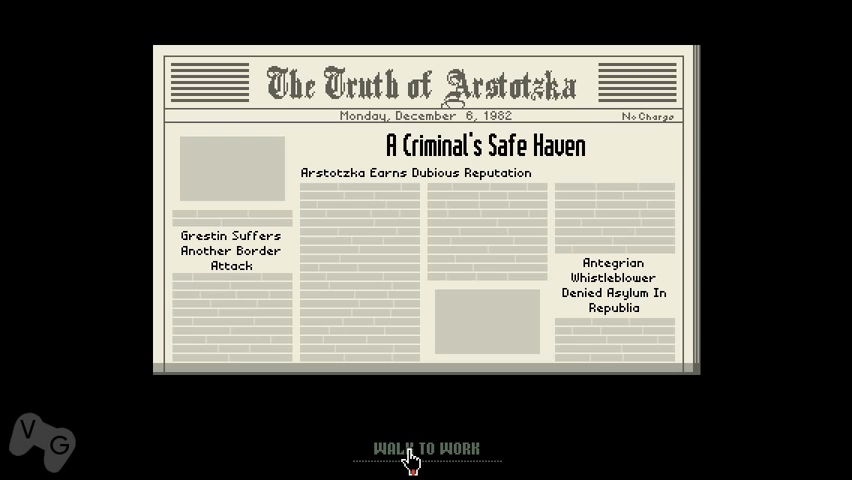 The Truth of Arstotzka
Monday, December 6, 1982
No Charge
A Criminal's Safe Haven
Arstotzka Earns Dubious Reputation
Grestin Suffers
Another Border
Attack
Antegrian
Whistleblower
Denied Asylum In
Republia
WALK TO WORK
V G